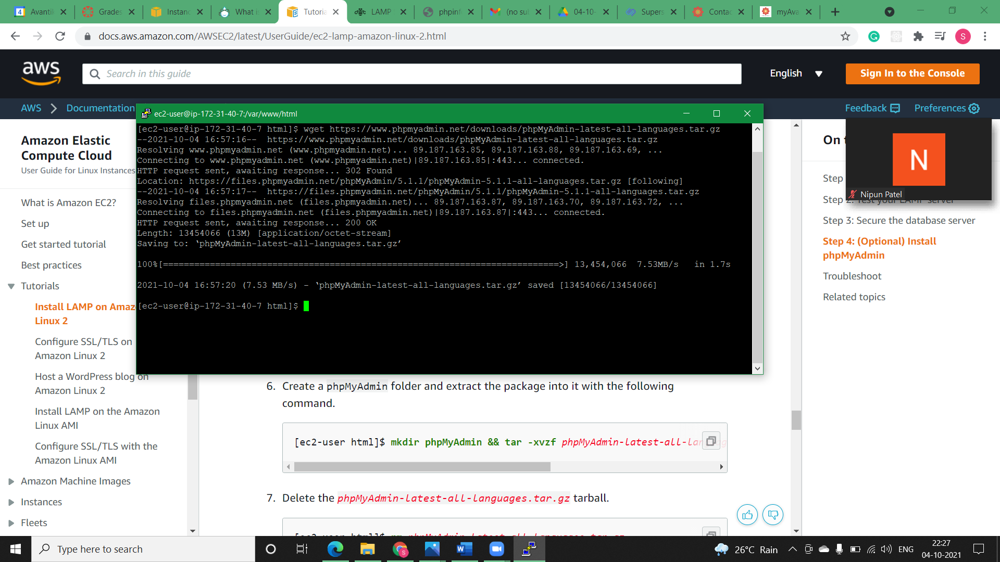 Avanti
Grades
Instanc
What i
Tutoria
LAMP
phpinf
(no su
04-10-
Supers
Contac
myAva
docs.aws.amazon.com/AWSEC2/latest/UserGuide/ec2-lamp-amazon-linux-2.html
S
aws
Search in this guide
English
Sign In to the Console
AWS
Documentation
Feedback
Preferences
ec2-user@ip-172-31-40-7:/var/www/html
[ec2-user@ip-172-31-40-7 html]$ wget https://www.phpmyadmin.net/downloads/phpMyAdmin-latest-all-languages.tar.gz
--2021-10-04 16:57:16-- https://www.phpmyadmin.net/downloads/phpMyAdmin-latest-all-languages.tar.gz
Resolving www.phpmyadmin.net (www.phpmyadmin.net)... 89.187.163.85, 89.187.163.88, 89.187.163.69, ...
Connecting to www.phpmyadmin.net (www.phpmyadmin.net)|89.187.163.85|:443... connected.
HTTP request sent, awaiting response... 302 Found
Location: https://files.phpmyadmin.net/phpMyAdmin/5.1.1/phpMyAdmin-5.1.1-all-languages.tar.gz [following]
--2021-10-04 16:57:17-- https://files.phpmyadmin.net/phpMyAdmin/5.1.1/phpMyAdmin-5.1.1-all-languages.tar.gz
Resolving files.phpmyadmin.net (files.phpmyadmin.net)... 89.187.163.87, 89.187.163.70, 89.187.163.72, ...
Connecting to files.phpmyadmin.net (files.phpmyadmin.net)|89.187.163.87|:443... connected.
HTTP request sent, awaiting response... 200 OK
Length: 13454066 (13M) [application/octet-stream]
Saving to: ‘phpMyAdmin-latest-all-languages.tar.gz’
100%[============================================================================>] 13,454,066 7.53MB/s in 1.7s
2021-10-04 16:57:20 (7.53 MB/s) - ‘phpMyAdmin-latest-all-languages.tar.gz’ saved [13454066/13454066]
[ec2-user@ip-172-31-40-7 html]$
Amazon Elastic
Compute Cloud
User Guide for Linux Instances
What is Amazon EC2?
Set up
Get started tutorial
Best practices
Tutorials
Install LAMP on Amaz
Linux 2
Configure SSL/TLS on
Amazon Linux 2
Host a WordPress blog on
Amazon Linux 2
Install LAMP on the Amazon
Linux AMI
Configure SSL/TLS with the
Amazon Linux AMI
Amazon Machine Images
Instances
Fleets
6. Create a phpMyAdmin folder and extract the package into it with the following
command.
[ec2-user html]$ mkdir phpMyAdmin && tar -xvzf phpMyAdmin-latest-all-lan
7. Delete the phpMyAdmin-latest-all-languages.tar.gz tarball.
[ec2-user html]$ rm phpMyAdmin-latest-all-languages.tar.gz
On t
N
Nipun Patel
Step
Step 2: Test your LAMP server
Step 3: Secure the database server
Step 4: (Optional) Install
phpMyAdmin
Troubleshoot
Related topics
Type here to search
26°C Rain
ENG
22:27
04-10-2021